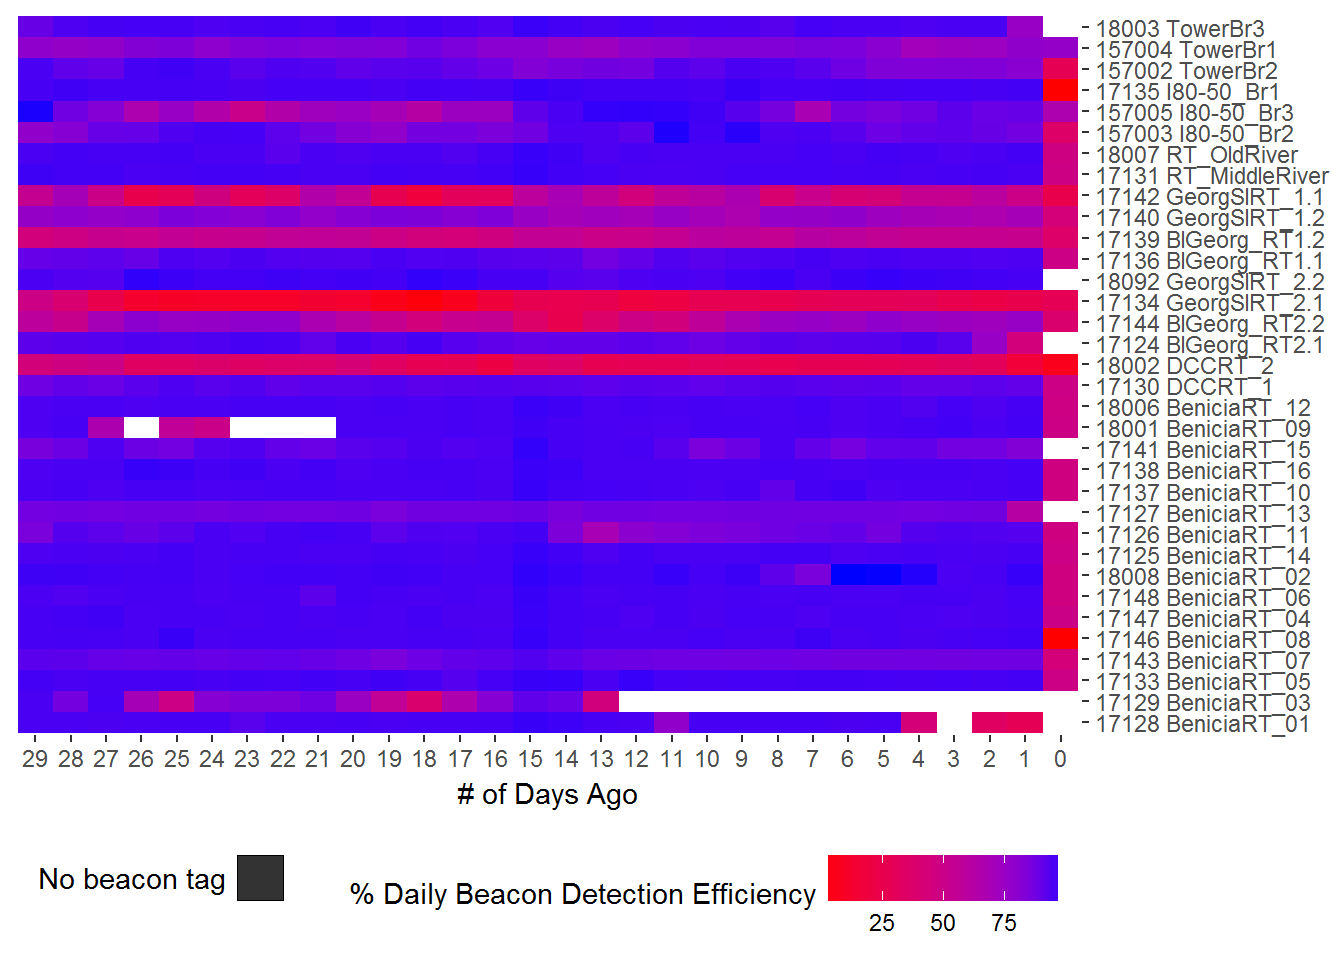 18003 TowerBr3
157004 TowerBr1
157002 TowerBr2
17135 I80-50_Br1
157005 I80-50_Br3
157003 I80-50_Br2
18007 RT_OldRiver
17131 RT_MiddleRiver
17142 GeorgSlRT_1.1
17140 GeorgSlRT_1.2
17139 BlGeorg_RT1.2
17136 BlGeorg_RT1.1
18092 GeorgSlRT_2.2
17134 GeorgSlRT_2.1
17144 BlGeorg_RT2.2
17124 BlGeorg_RT2.1
18002 DCCRT_2
17130 DCCRT_1
18006 BeniciaRT_12
18001 BeniciaRT_09
17141 BeniciaRT_15
17138 BeniciaRT_16
17137 BeniciaRT_10
17127 BeniciaRT_13
17126 BeniciaRT_11
17125 BeniciaRT_14
18008 BeniciaRT_02
17148 BeniciaRT_06
17147 BeniciaRT_04
17146 BeniciaRT_08
17143 BeniciaRT_07
17133 BeniciaRT_05
17129 BeniciaRT_03
17128 BeniciaRT_01
29 28 27 26 25 24 23 22 21 20 19 18 17 16 15 14 13 12 11 10 9 8 7 6 5 4 3 2 1 0
# of Days Ago
No beacon tag
% Daily Beacon Detection Efficiency
25 50 75